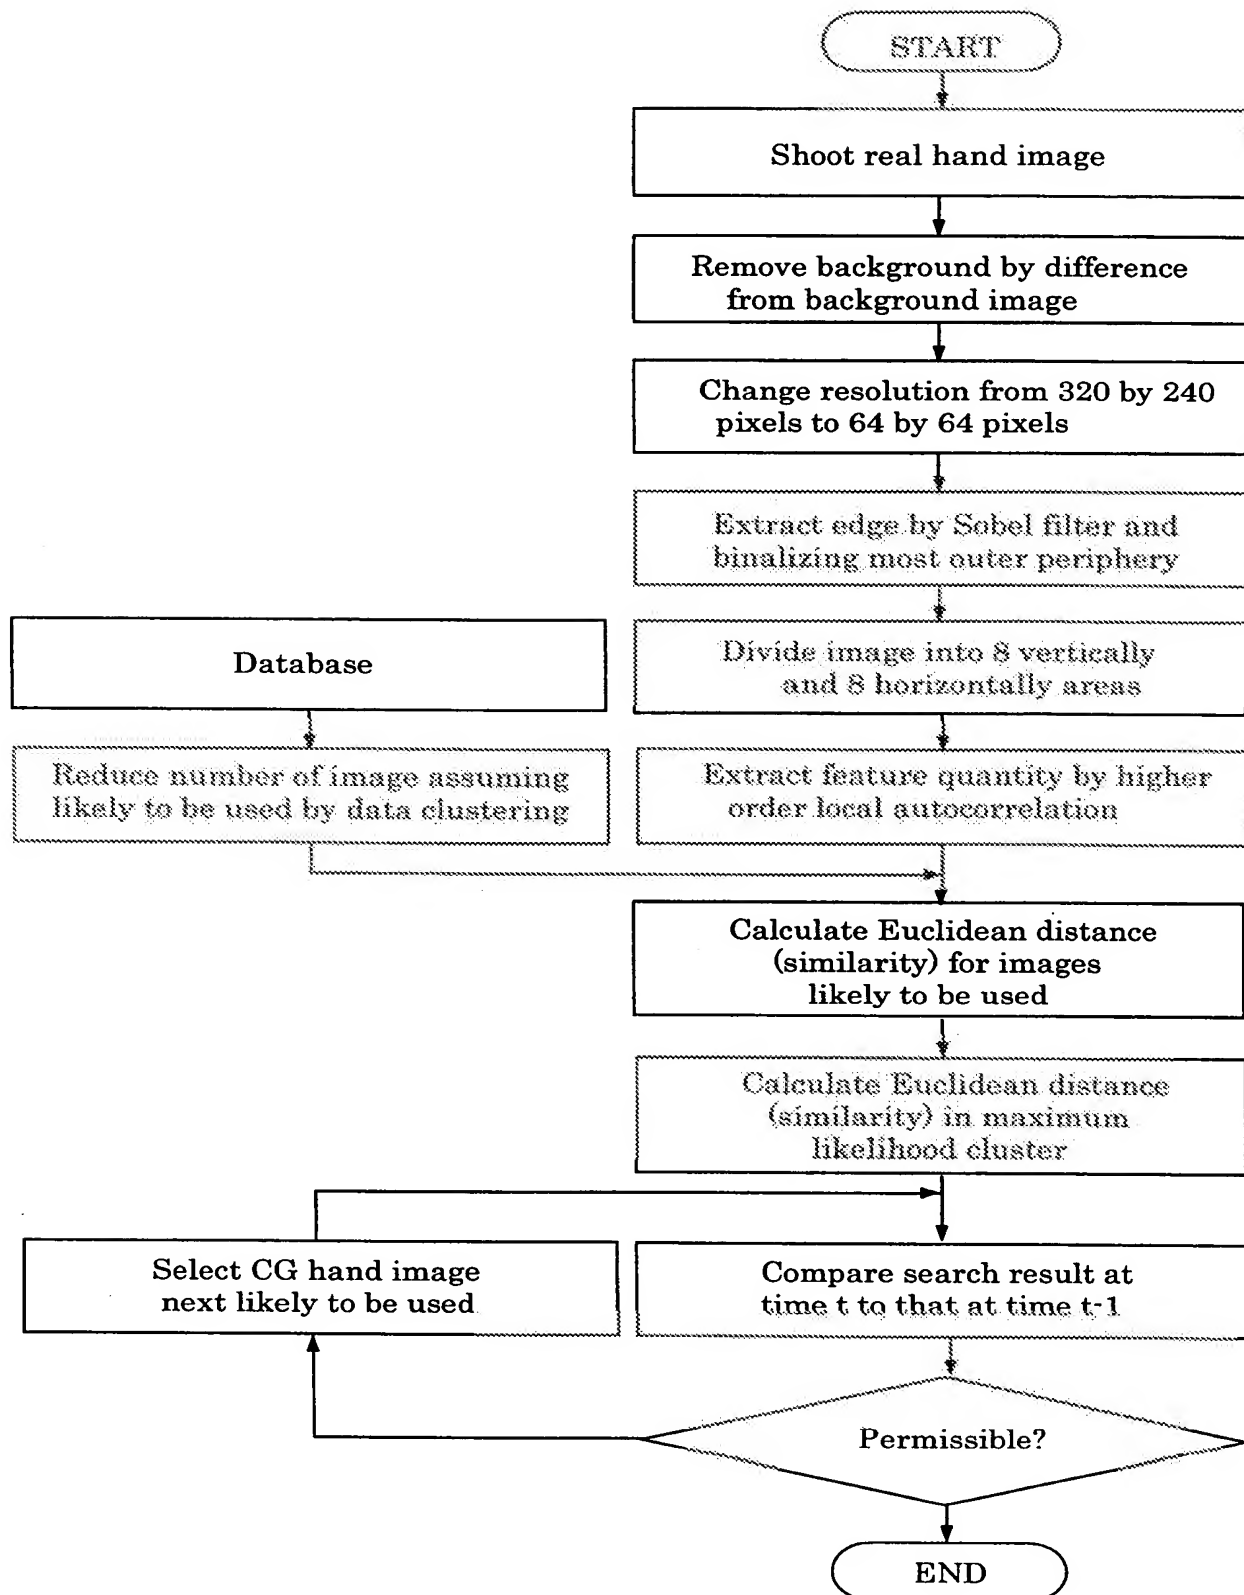 START
Shoot real hand image
Remove background by difference
from background image
Change resolution from 320 by 240
pixels to 64 by 64 pixels
Extract edge by Sobel filter and
binalizing most outer periphery
Database
Divide image into 8 vertically
and 8 horizontally areas
Reduce number of image assuming
likely to be used by data clustering
Extract feature quantity by higher
order local autocorrelation
Calculate Euclidean distance
(similarity) for images
likely to be used
Calculate Euclidean distance
(similarity) in maximum
likelihood cluster
Select CG hand image
next likely to be used
Compare search result at
time t to that at time t-1
Permissible?
END